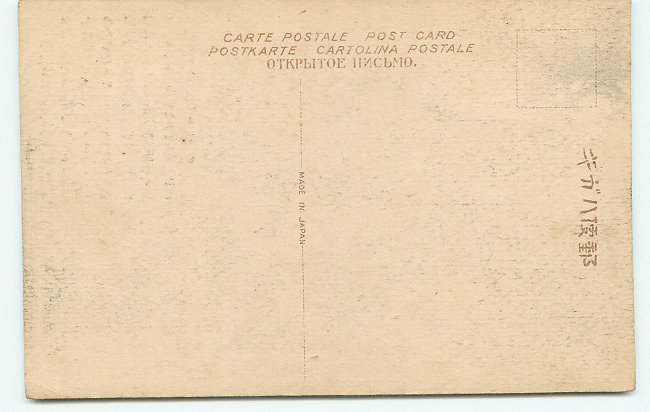 CARTE POSTALE POST CARD
POSTKARTE CARTOLINA POSTALE
ОТКРЫТОЕ ПИСЬМО.
MADE IN JAPAN
郵便ハガキ